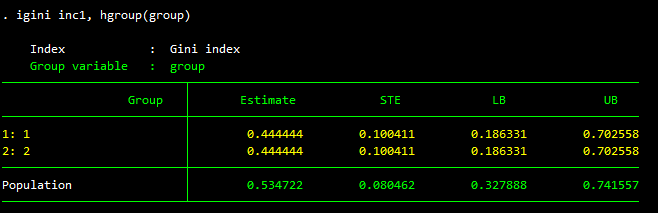 . igini inc1, hgroup(group)
Index : Gini index
Group variable : group
Group Estimate STE LB UB
1: 1 0.444444 0.100411 0.186331 0.702558
2: 2 0.444444 0.100411 0.186331 0.702558
Population 0.534722 0.080462 0.327888 0.741557